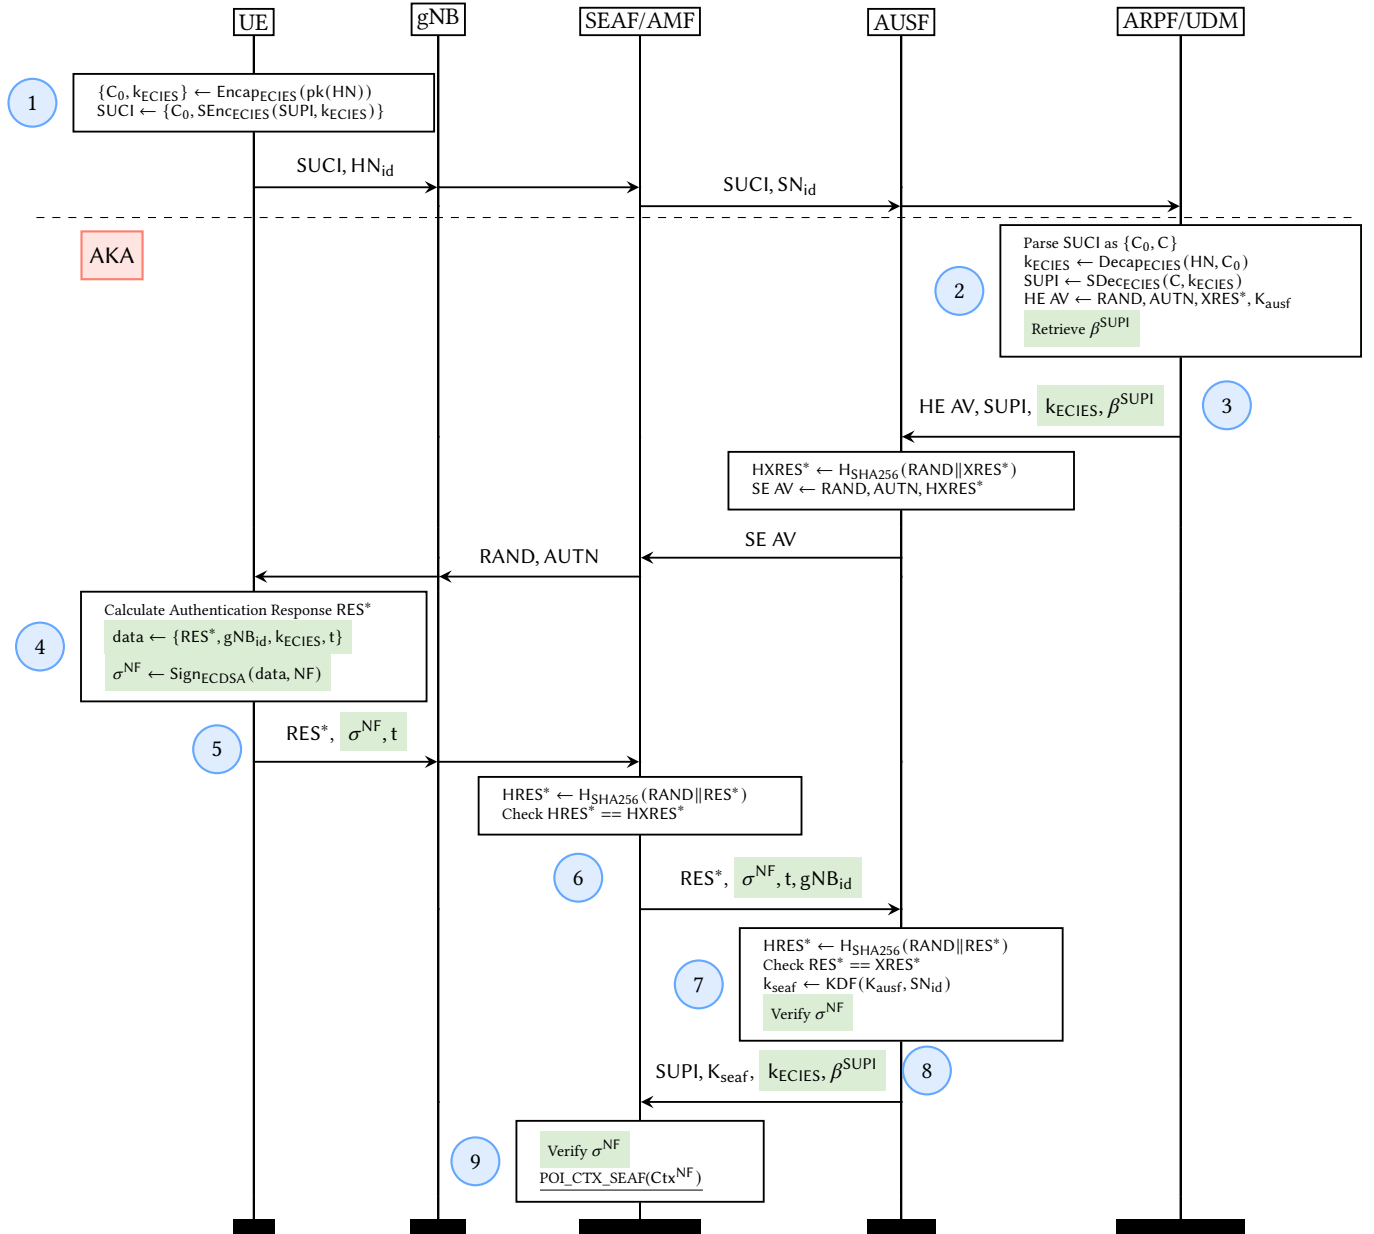 UE
gNB
SEAF/AMF
AUSF
ARPF/UDM
1
{C₀, k_ECIES} ← Encap_ECIES(pk(HN))
SUCI ← {C₀, SEnc_ECIES(SUPI, k_ECIES)}
SUCI, HN_id
SUCI, SN_id
AKA
2
Parse SUCI as {C₀, C}
k_ECIES ← Decap_ECIES(HN, C₀)
SUPI ← SDec_ECIES(C, k_ECIES)
HE AV ← RAND, AUTN, XRES*, K_ausf
Retrieve β^SUPI
HE AV, SUPI, k_ECIES, β^SUPI
3
HXRES* ← H_SHA256(RAND∥XRES*)
SE AV ← RAND, AUTN, HXRES*
SE AV
RAND, AUTN
4
Calculate Authentication Response RES*
data ← {RES*, gNB_id, k_ECIES, t}
σ^NF ← Sign_ECDSA(data, NF)
5
RES*, σ^NF, t
HRES* ← H_SHA256(RAND∥RES*)
Check HRES* == HXRES*
6
RES*, σ^NF, t, gNB_id
7
HRES* ← H_SHA256(RAND∥RES*)
Check RES* == XRES*
k_seaf ← KDF(K_ausf, SN_id)
Verify σ^NF
SUPI, K_seaf, k_ECIES, β^SUPI
8
9
Verify σ^NF
POI_CTX_SEAF(Ctx^NF)